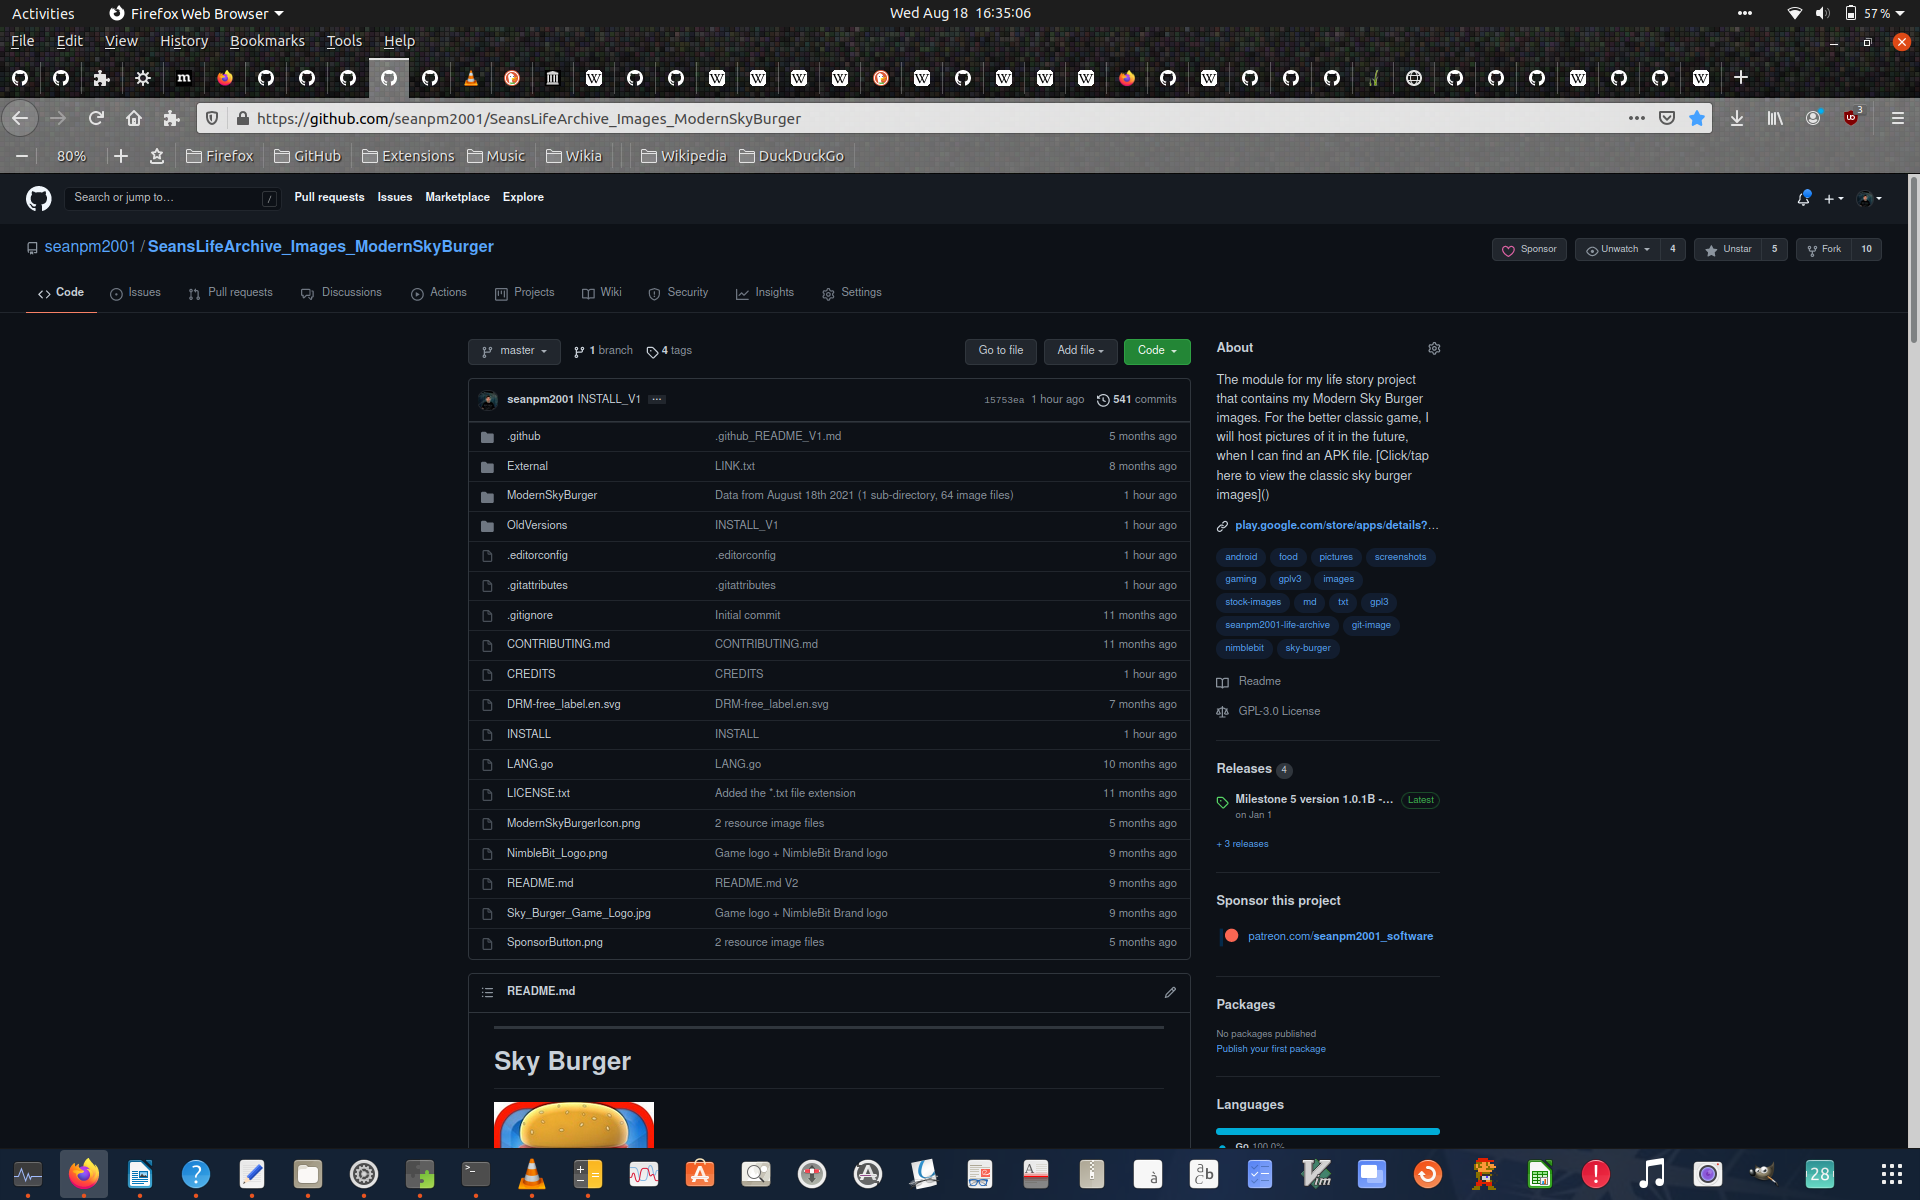 Activities
Firefox Web Browser
Wed Aug 18  16:35:06
57 %
File Edit View History Bookmarks Tools Help
https://github.com/seanpm2001/SeansLifeArchive_Images_ModernSkyBurger
3
80%
Firefox GitHub Extensions Music Wikia Wikipedia DuckDuckGo
Search or jump to... /
Pull requests Issues Marketplace Explore
seanpm2001 / SeansLifeArchive_Images_ModernSkyBurger
Sponsor Unwatch 4 Unstar 5 Fork 10
Code Issues Pull requests Discussions Actions Projects Wiki Security Insights Settings
master 1 branch 4 tags Go to file Add file Code
seanpm2001 INSTALL_V1 ... 15753ea 1 hour ago 541 commits
.github .github_README_V1.md 5 months ago
External LINK.txt 8 months ago
ModernSkyBurger Data from August 18th 2021 (1 sub-directory, 64 image files) 1 hour ago
OldVersions INSTALL_V1 1 hour ago
.editorconfig .editorconfig 1 hour ago
.gitattributes .gitattributes 1 hour ago
.gitignore Initial commit 11 months ago
CONTRIBUTING.md CONTRIBUTING.md 11 months ago
CREDITS CREDITS 1 hour ago
DRM-free_label.en.svg DRM-free_label.en.svg 7 months ago
INSTALL INSTALL 1 hour ago
LANG.go LANG.go 10 months ago
LICENSE.txt Added the *.txt file extension 11 months ago
ModernSkyBurgerIcon.png 2 resource image files 5 months ago
NimbleBit_Logo.png Game logo + NimbleBit Brand logo 9 months ago
README.md README.md V2 9 months ago
Sky_Burger_Game_Logo.jpg Game logo + NimbleBit Brand logo 9 months ago
SponsorButton.png 2 resource image files 5 months ago
README.md
Sky Burger
About
The module for my life story project
that contains my Modern Sky Burger
images. For the better classic game, I
will host pictures of it in the future,
when I can find an APK file. [Click/tap
here to view the classic sky burger
images]()
play.google.com/store/apps/details?...
android food pictures screenshots
gaming gplv3 images
stock-images md txt gpl3
seanpm2001-life-archive git-image
nimblebit sky-burger
Readme
GPL-3.0 License
Releases 4
Milestone 5 version 1.0.1B -... Latest
on Jan 1
+ 3 releases
Sponsor this project
patreon.com/seanpm2001_software
Packages
No packages published
Publish your first package
Languages
Go 100.0%
28